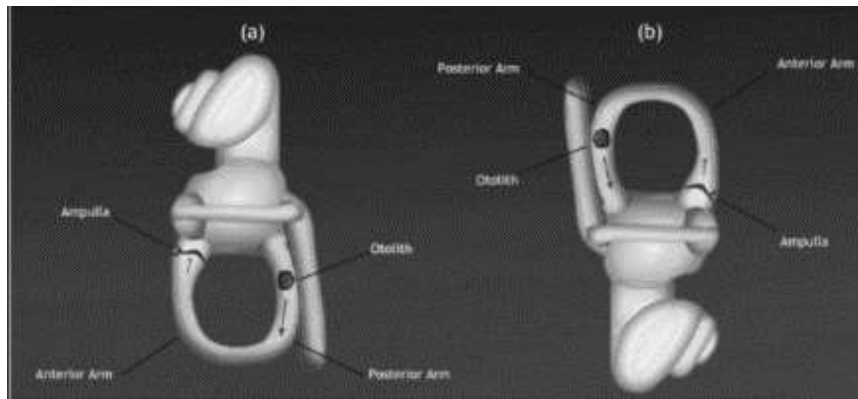 (a)
(b)
Posterior Arm
Anterior Arm
Otolith
Ampulla
Ampulla
Otolith
Anterior Arm
Posterior Arm